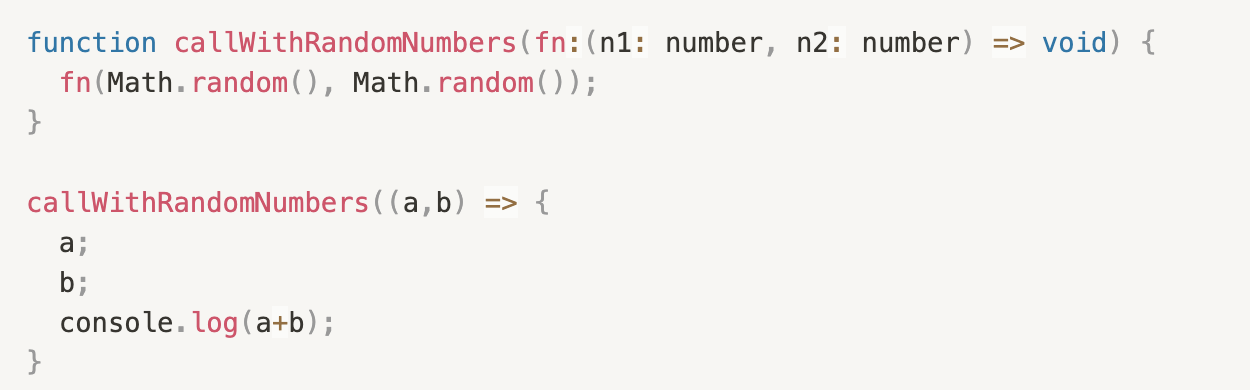 function callWithRandomNumbers(fn:(n1: number, n2: number) => void) {
  fn(Math.random(), Math.random());
}

callWithRandomNumbers((a,b) => {
  a;
  b;
  console.log(a+b);
}